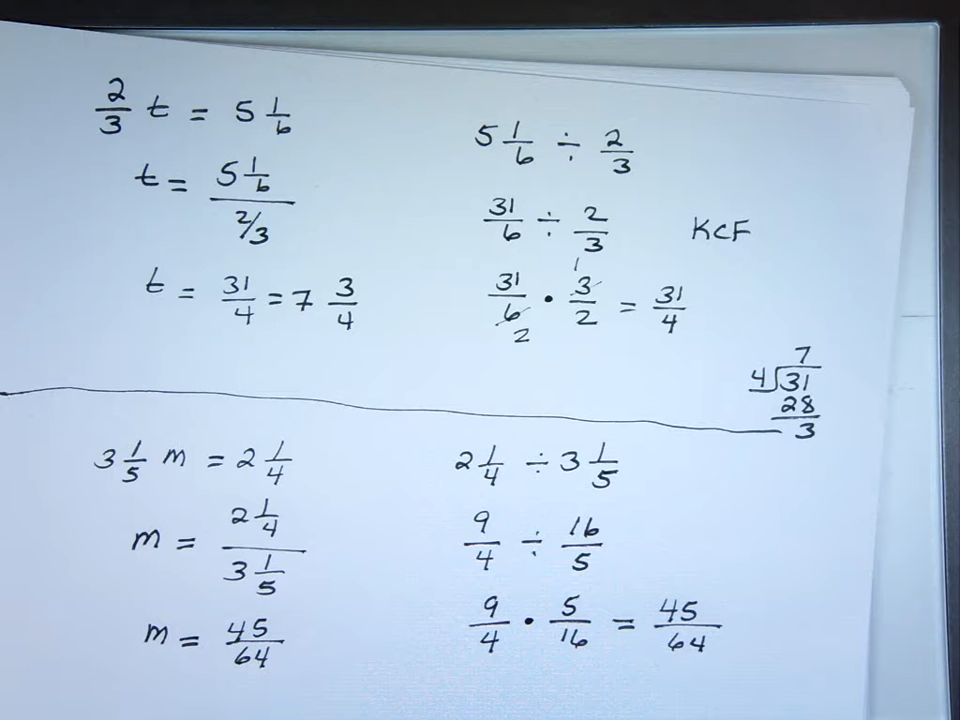 2/3 t = 5 1/6
t = 5 1/6 / 2/3
t = 31/4 = 7 3/4
5 1/6 ÷ 2/3
31/6 ÷ 2/3 KCF
1
31/6 • 3/2 = 31/4
2
7
4)31
28
3
3 1/5 m = 2 1/4
m = 2 1/4 / 3 1/5
m = 45/64
2 1/4 ÷ 3 1/5
9/4 ÷ 16/5
9/4 • 5/16 = 45/64